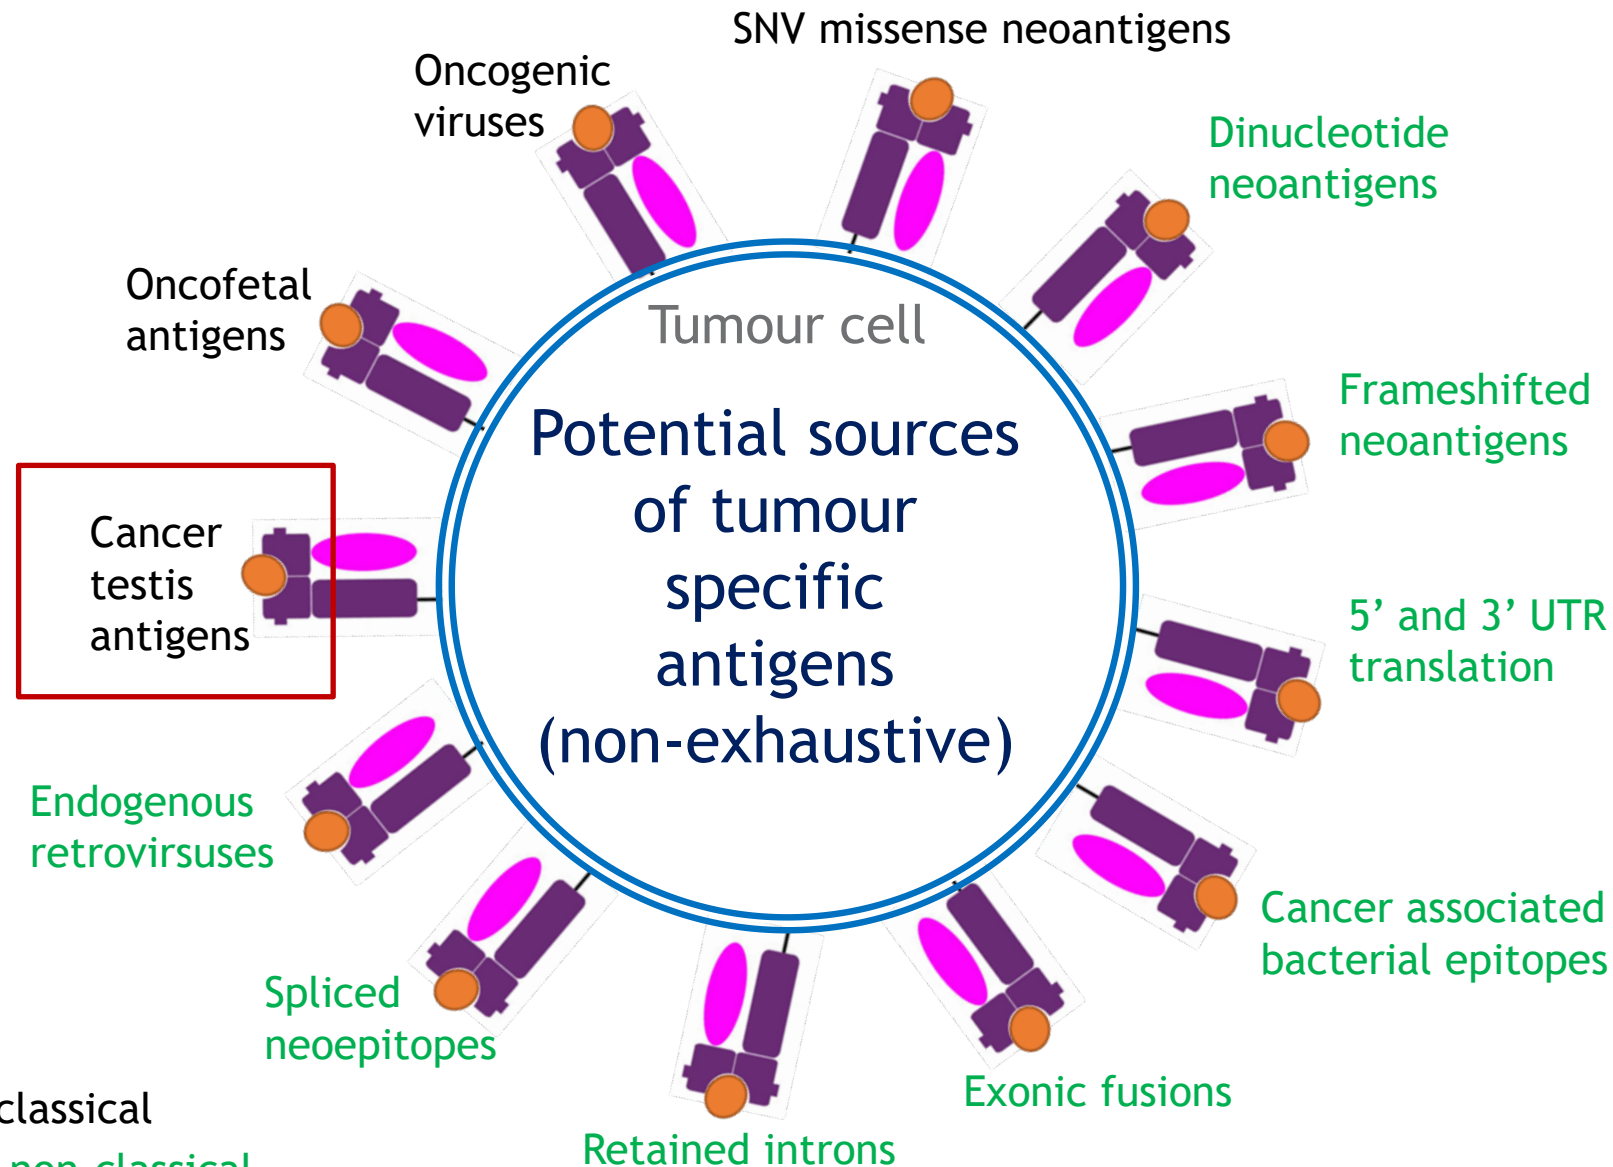 SNV missense neoantigens
Oncogenic
viruses
Dinucleotide
neoantigens
Oncofetal
antigens
Tumour cell
Frameshifted
neoantigens
Potential sources
of tumour
specific
antigens
(non-exhaustive)
Cancer
testis
antigens
5’ and 3’ UTR
translation
Endogenous
retrovirsuses
Cancer associated
bacterial epitopes
Spliced
neoepitopes
Exonic fusions
Retained introns
classical
non classical